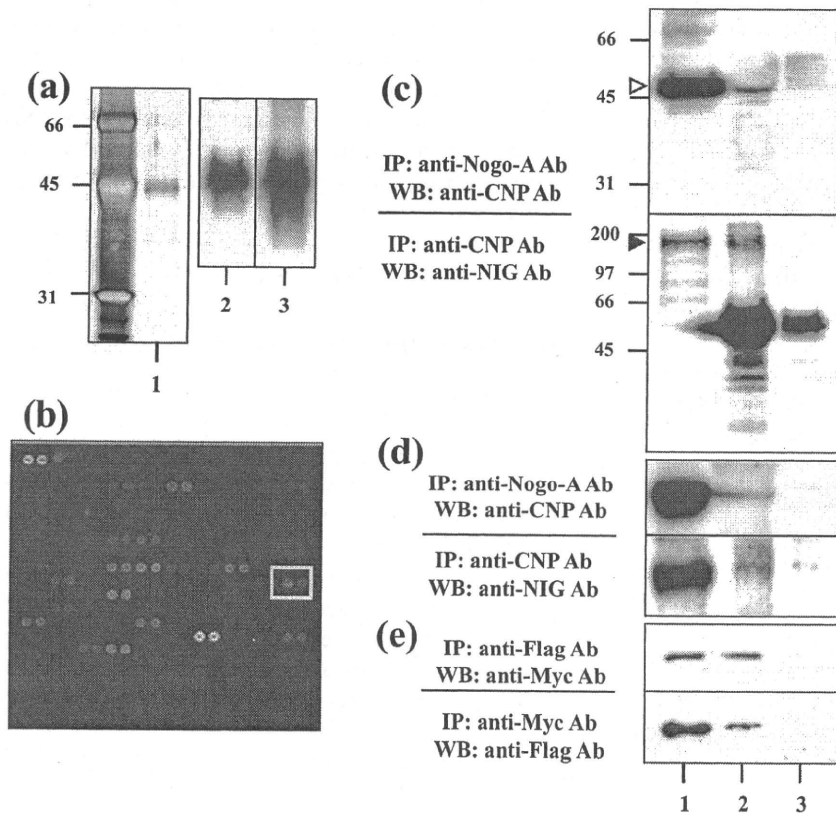 (a)
66
45
31
1
2
3
(b)
(c)
IP: anti-Nogo-A Ab
WB: anti-CNP Ab
IP: anti-CNP Ab
WB: anti-NIG Ab
66
45
31
200
97
66
45
(d)
IP: anti-Nogo-A Ab
WB: anti-CNP Ab
IP: anti-CNP Ab
WB: anti-NIG Ab
(e)
IP: anti-Flag Ab
WB: anti-Myc Ab
IP: anti-Myc Ab
WB: anti-Flag Ab
1 2 3